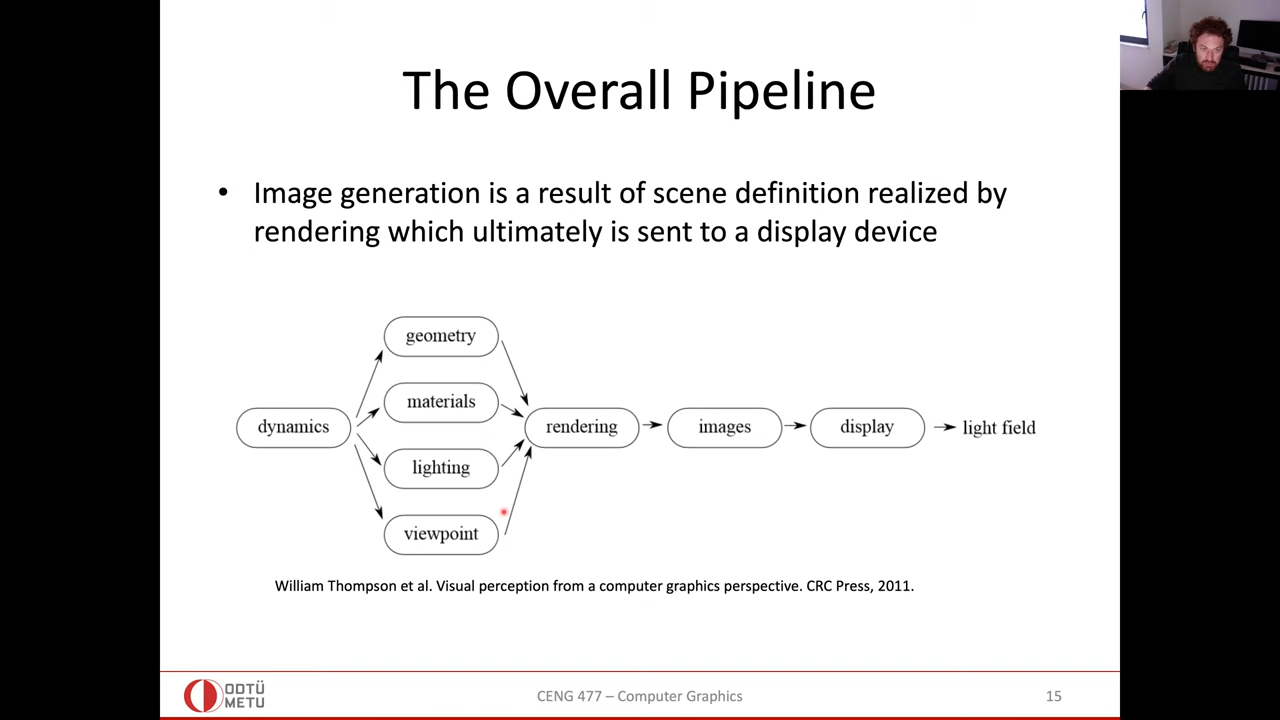 The Overall Pipeline
• Image generation is a result of scene definition realized by
rendering which ultimately is sent to a display device
geometry
materials
dynamics
rendering
images
display
light field
lighting
viewpoint
William Thompson et al. Visual perception from a computer graphics perspective. CRC Press, 2011.
ODTÜ
METU
CENG 477 – Computer Graphics
15